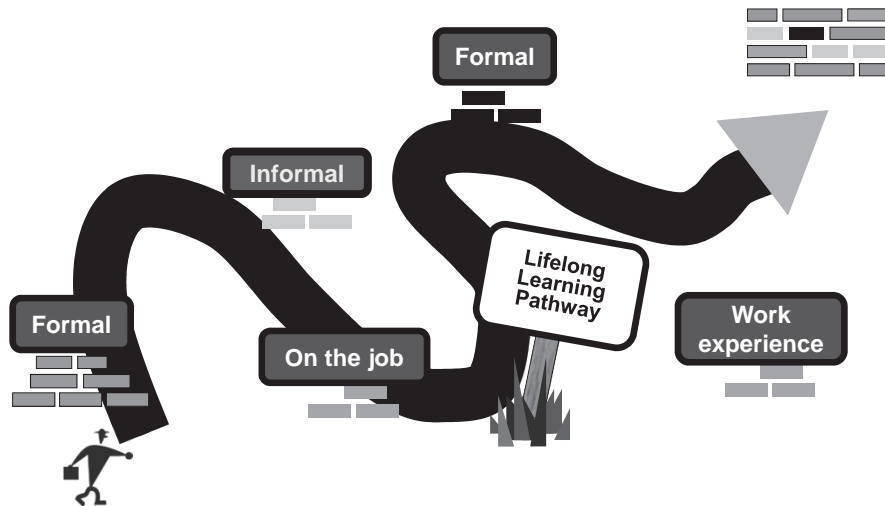 Formal
Informal
Formal
On the job
Lifelong
Learning
Pathway
Work
experience